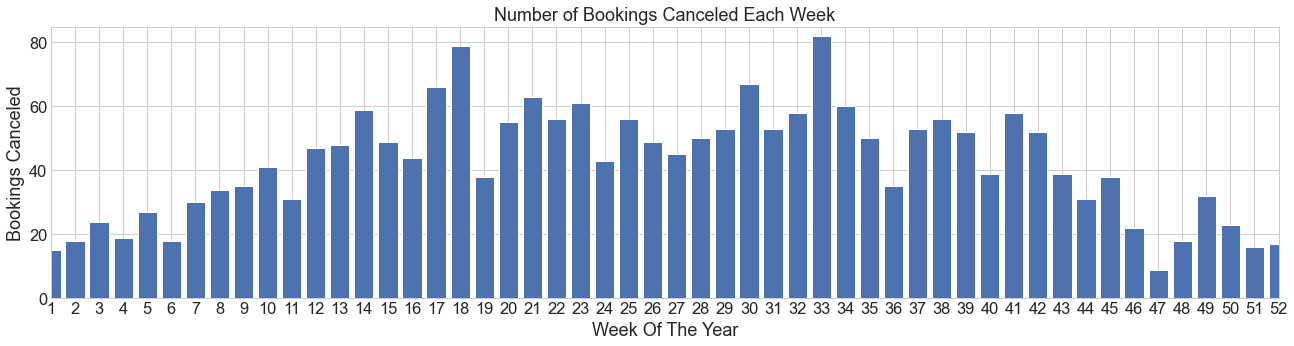 Number of Bookings Canceled Each Week
Bookings Canceled
80
60
40
20
0
1 2 3 4 5 6 7 8 9 10 11 12 13 14 15 16 17 18 19 20 21 22 23 24 25 26 27 28 29 30 31 32 33 34 35 36 37 38 39 40 41 42 43 44 45 46 47 48 49 50 51 52
Week Of The Year